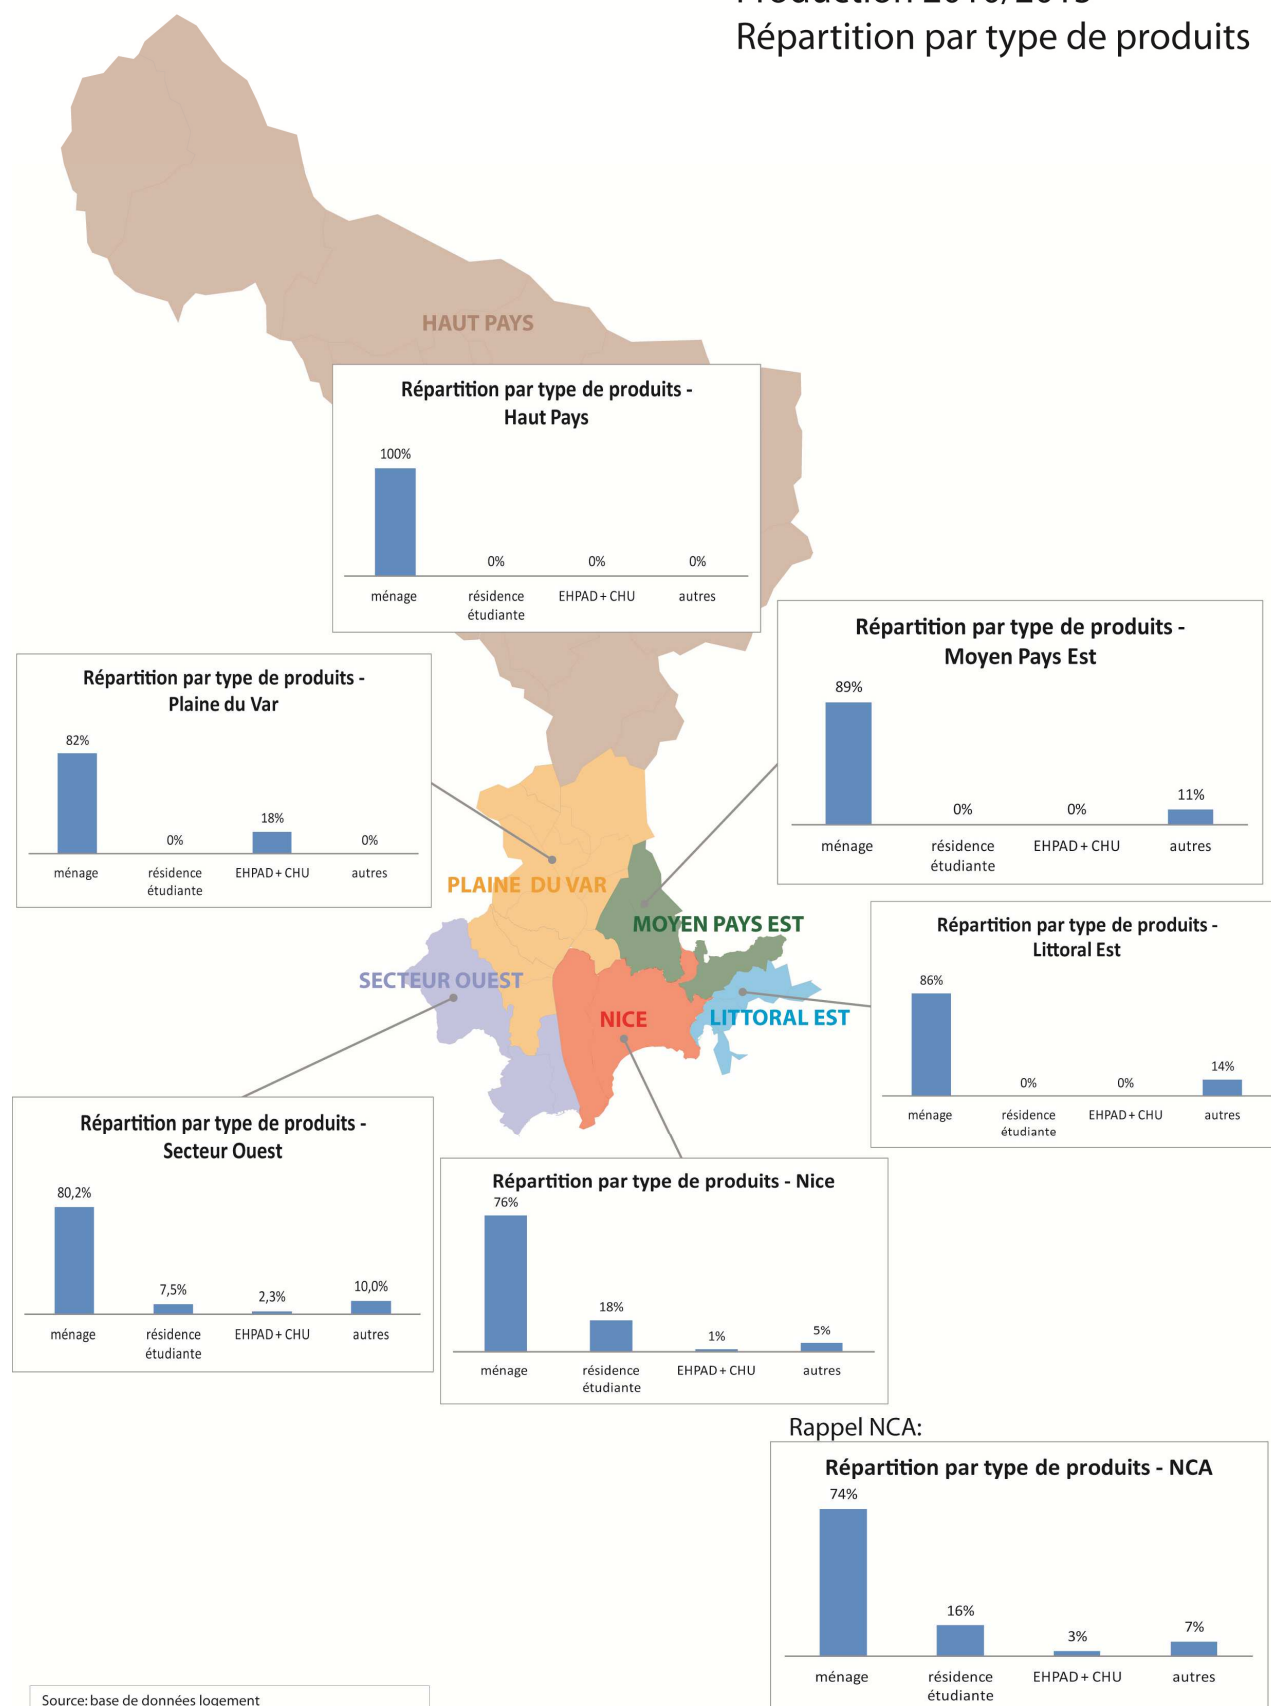 Production 2010/2015
Répartition par type de produits
HAUT PAYS
Répartition par type de produits -
Haut Pays
100%
0%
0%
0%
ménage
résidence
étudiante
EHPAD + CHU
autres
Répartition par type de produits -
Moyen Pays Est
89%
0%
0%
11%
ménage
résidence
étudiante
EHPAD + CHU
autres
Répartition par type de produits -
Plaine du Var
82%
0%
18%
0%
ménage
résidence
étudiante
EHPAD + CHU
autres
PLAINE DU VAR
MOYEN PAYS EST
SECTEUR OUEST
NICE
LITTORAL EST
Répartition par type de produits -
Littoral Est
86%
0%
0%
14%
ménage
résidence
étudiante
EHPAD + CHU
autres
Répartition par type de produits -
Secteur Ouest
80,2%
7,5%
2,3%
10,0%
ménage
résidence
étudiante
EHPAD + CHU
autres
Répartition par type de produits - Nice
76%
18%
1%
5%
ménage
résidence
étudiante
EHPAD + CHU
autres
Rappel NCA:
Répartition par type de produits - NCA
74%
16%
3%
7%
ménage
résidence
étudiante
EHPAD + CHU
autres
Source: base de données logement